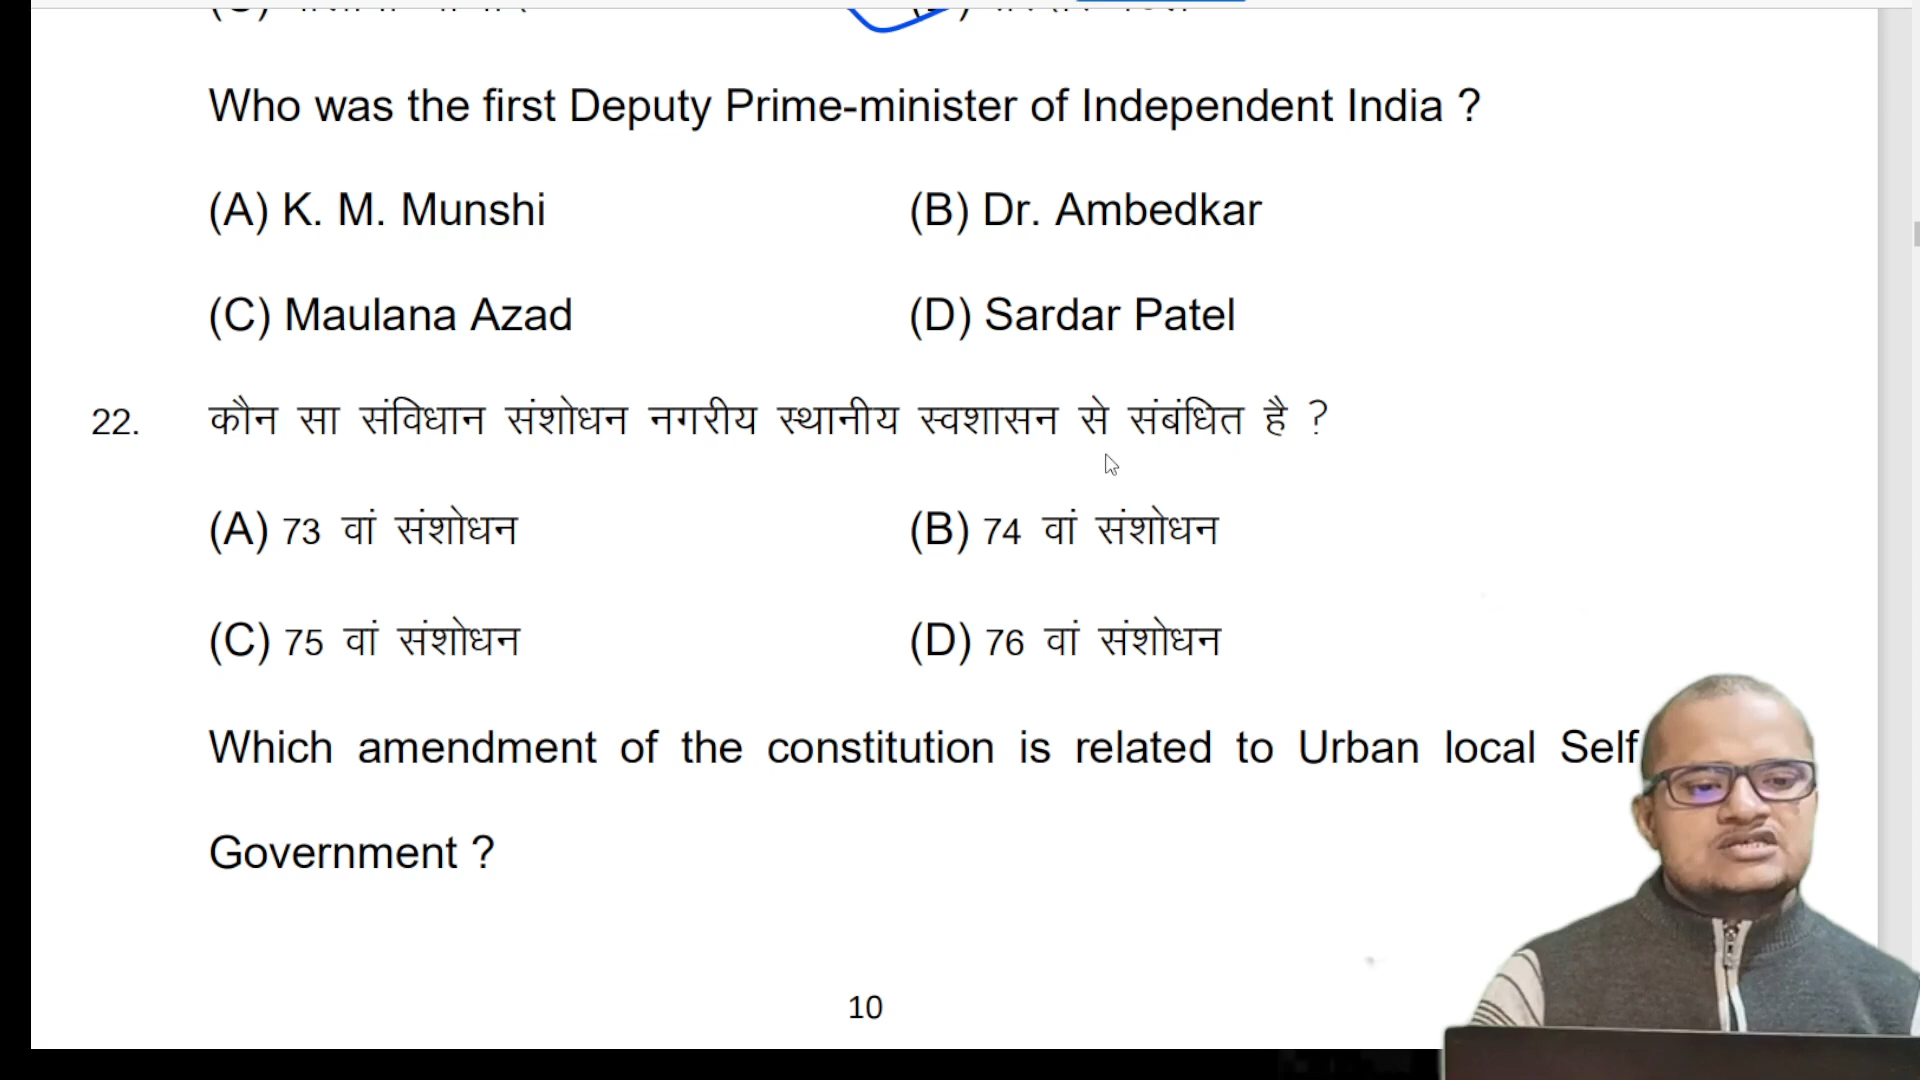 Who was the first Deputy Prime-minister of Independent India ?
(A) K. M. Munshi (B) Dr. Ambedkar
(C) Maulana Azad (D) Sardar Patel
22. कौन सा संविधान संशोधन नगरीय स्थानीय स्वशासन से संबंधित है ?
(A) 73 वां संशोधन (B) 74 वां संशोधन
(C) 75 वां संशोधन (D) 76 वां संशोधन
Which amendment of the constitution is related to Urban local Self
Government ?
10